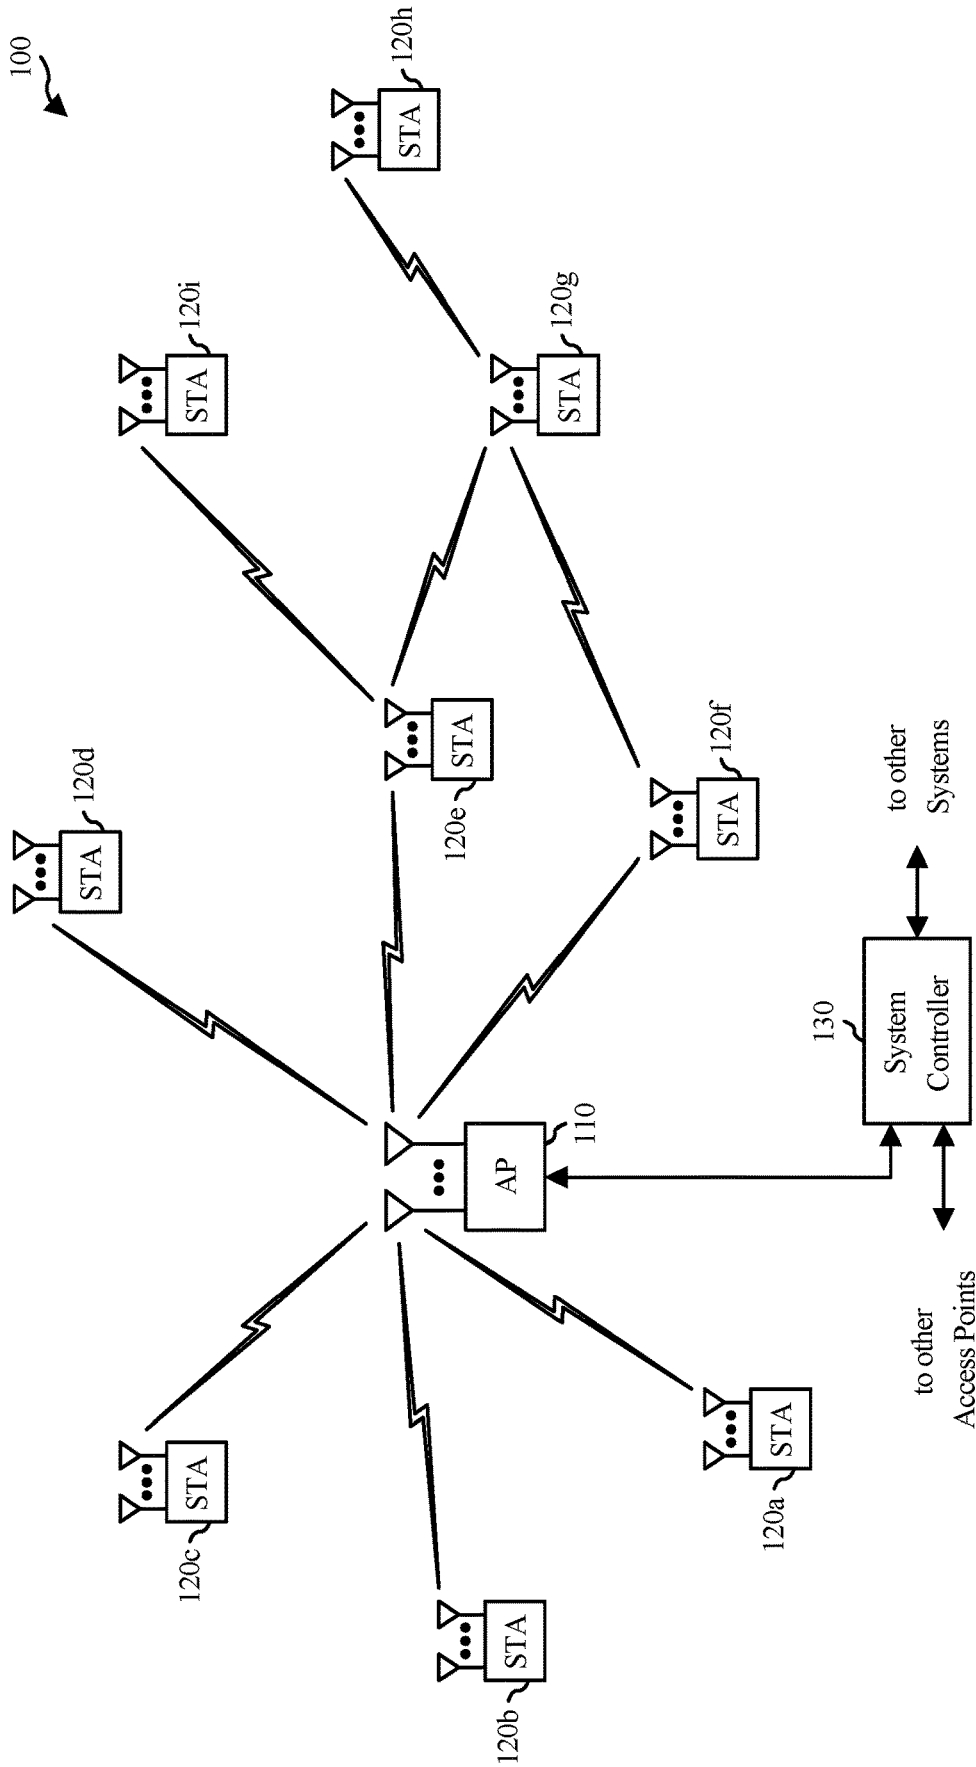 100
120d
STA
120i
STA
120c
STA
120h
STA
120e
STA
120b
STA
110
AP
120g
STA
120f
STA
120a
STA
130
System
Controller
to other
Access Points
to other
Systems